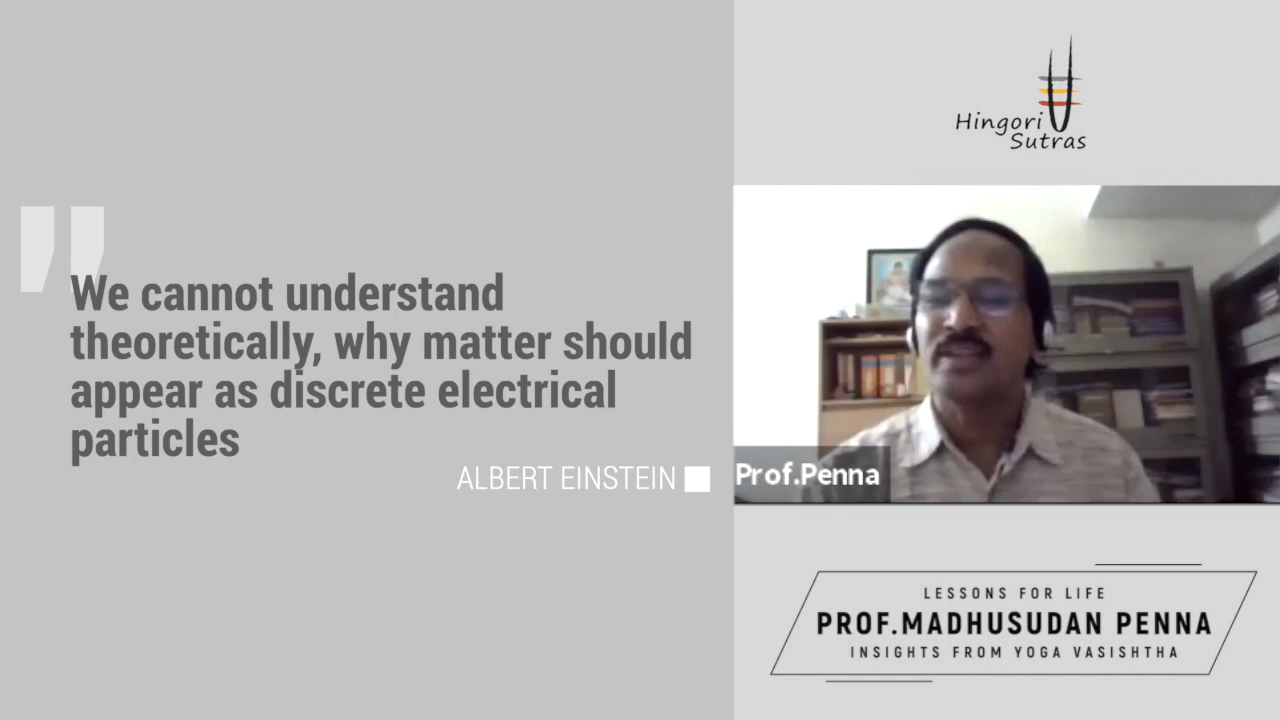 "
We cannot understand
theoretically, why matter should
appear as discrete electrical
particles
ALBERT EINSTEIN
Hingori
Sutras
Prof.Penna
LESSONS FOR LIFE
PROF.MADHUSUDAN PENNA
INSIGHTS FROM YOGA VASISHTHA